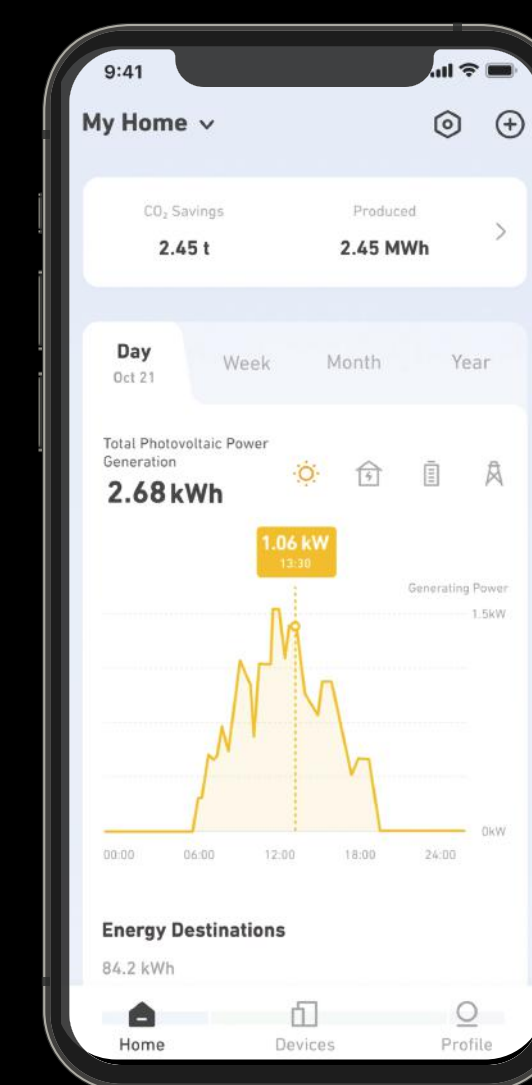 9:41
My Home
CO₂ Savings
Produced
2.45 t
2.45 MWh
Day
Week
Month
Year
Oct 21
Total Photovoltaic Power
Generation
2.68 kWh
1.06 kW
13:30
Generating Power
1.5kW
0kW
00:00
06:00
12:00
18:00
24:00
Energy Destinations
84.2 kWh
Home
Devices
Profile